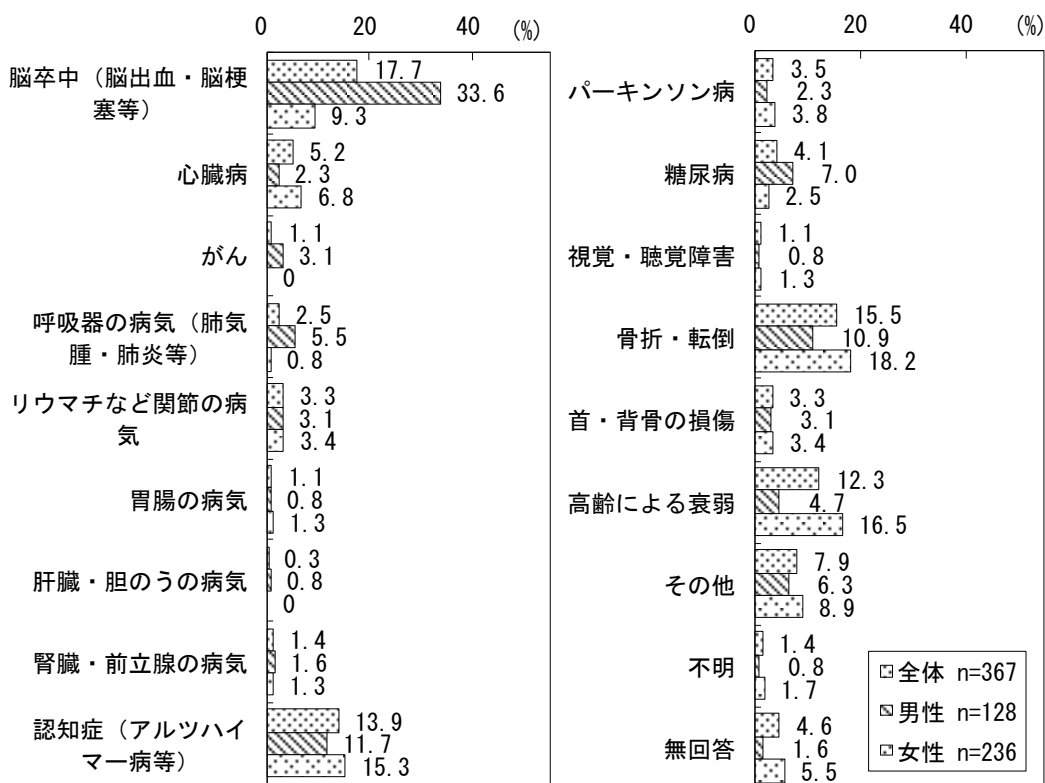 0 20 40 (%)
脳卒中（脳出血・脳梗
塞等）
17.7
33.6
9.3
心臓病
5.2
2.3
6.8
がん
1.1
3.1
0
呼吸器の病気（肺気
腫・肺炎等）
2.5
5.5
0.8
リウマチなど関節の病
気
3.3
3.1
3.4
胃腸の病気
1.1
0.8
1.3
肝臓・胆のうの病気
0.3
0.8
0
腎臓・前立腺の病気
1.4
1.6
1.3
認知症（アルツハイ
マー病等）
13.9
11.7
15.3
0 20 40 (%)
パーキンソン病
3.5
2.3
3.8
糖尿病
4.1
7.0
2.5
視覚・聴覚障害
1.1
0.8
1.3
骨折・転倒
15.5
10.9
18.2
首・背骨の損傷
3.3
3.1
3.4
高齢による衰弱
12.3
4.7
16.5
その他
7.9
6.3
8.9
不明
1.4
0.8
1.7
無回答
4.6
1.6
5.5
全体 n=367
男性 n=128
女性 n=236